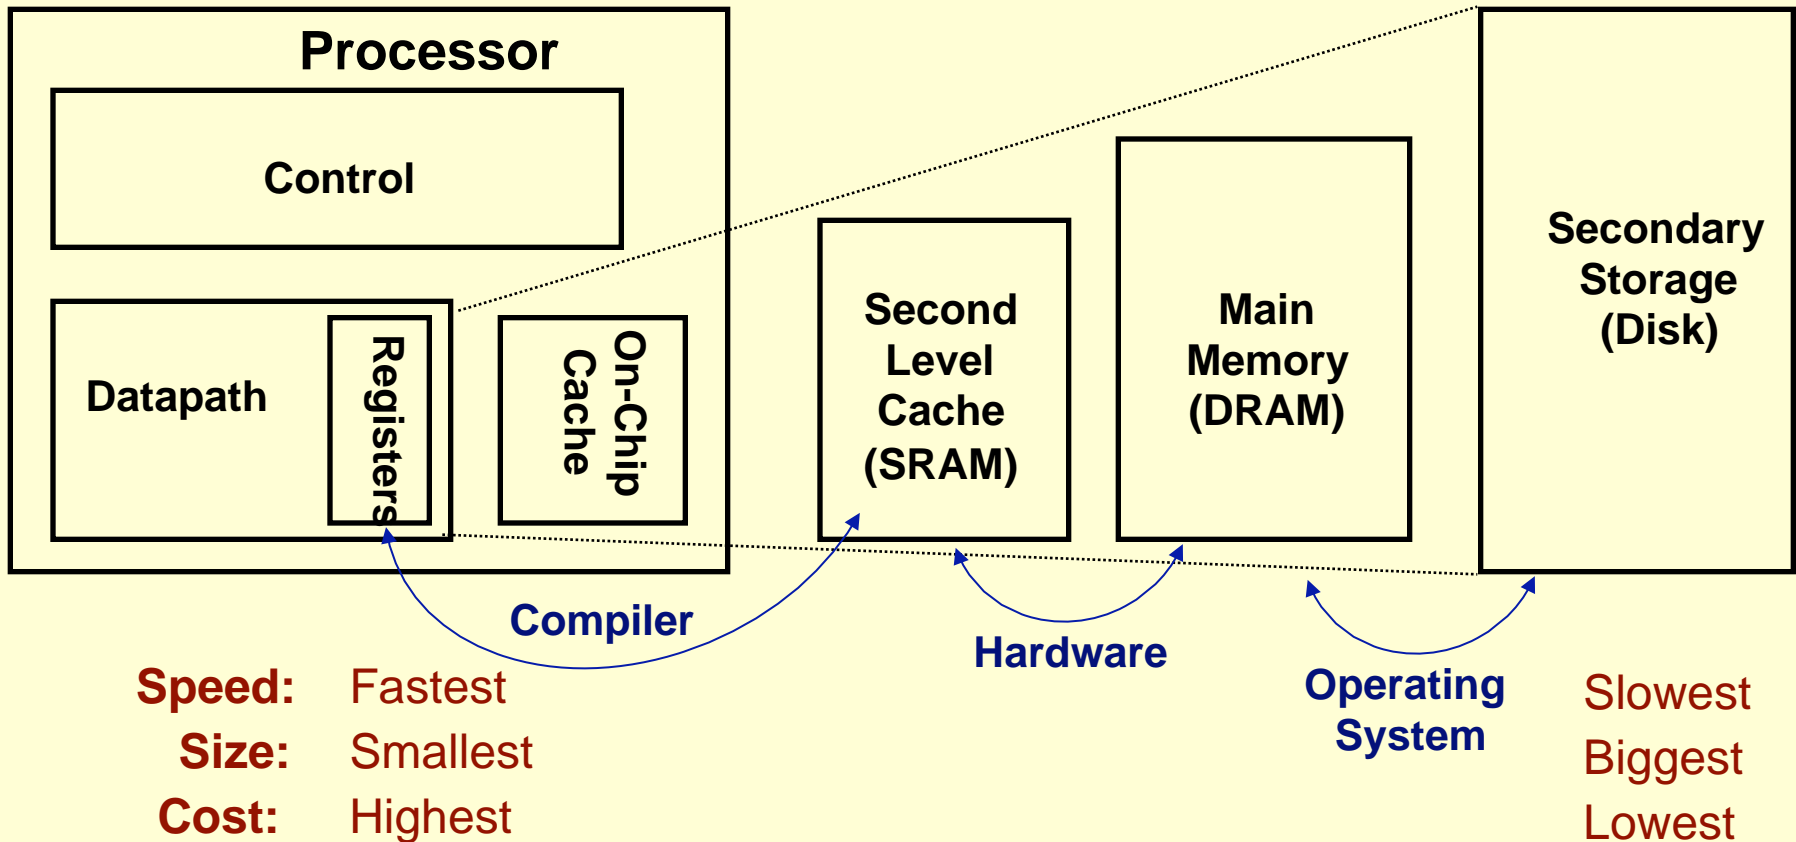 Processor
Control
Datapath
Registers
On-Chip
Cache
Second
Level
Cache
(SRAM)
Main
Memory
(DRAM)
Secondary
Storage
(Disk)
Compiler
Hardware
Operating
System
Speed: Fastest Slowest
Size: Smallest Biggest
Cost: Highest Lowest